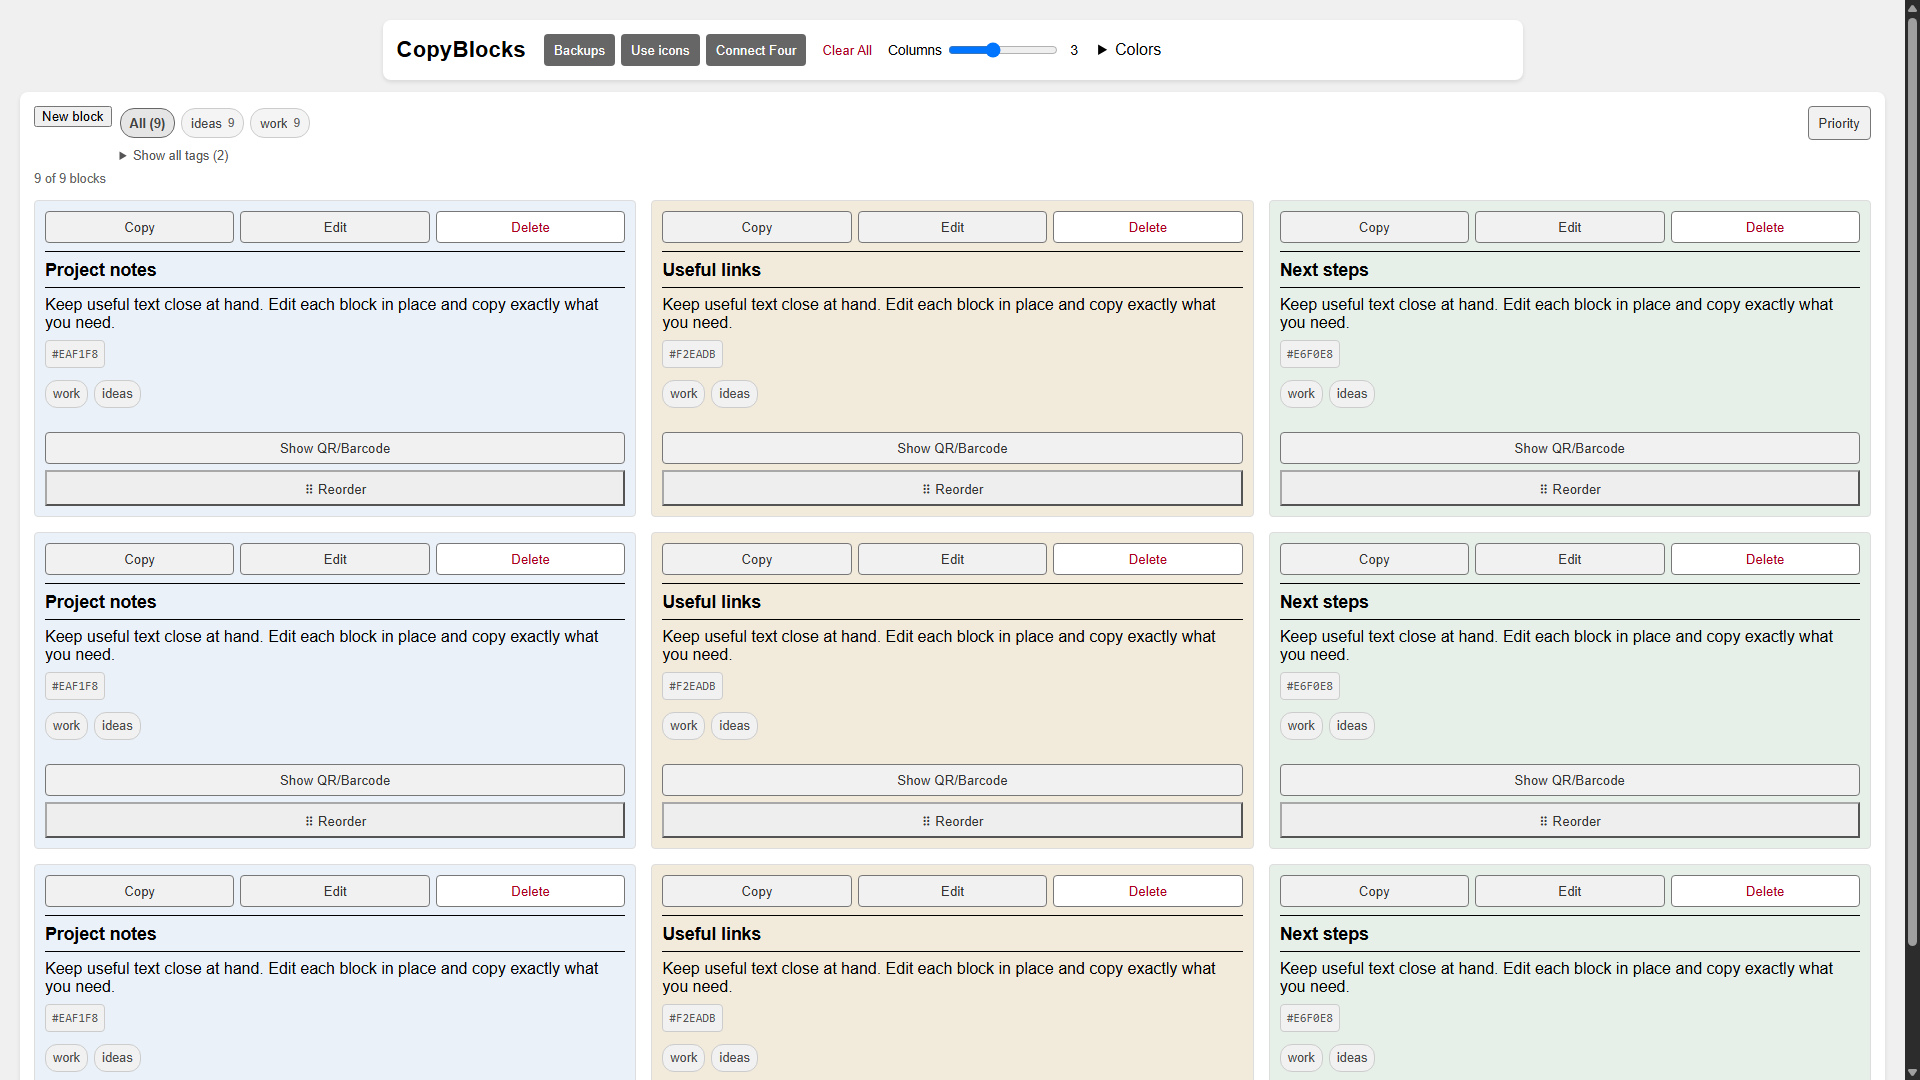 CopyBlocks Backups Use icons Connect Four Clear All Columns 3 ▶ Colors
New block All (9) ideas 9 work 9 Priority
▶ Show all tags (2)
9 of 9 blocks
Copy Edit Delete Copy Edit Delete Copy Edit Delete
Project notes Useful links Next steps
Keep useful text close at hand. Edit each block in place and copy exactly what Keep useful text close at hand. Edit each block in place and copy exactly what Keep useful text close at hand. Edit each block in place and copy exactly what
you need. you need. you need.
#EAF1F8 #F2EADB #E6F0E8
work ideas work ideas work ideas
Show QR/Barcode Show QR/Barcode Show QR/Barcode
⠿ Reorder ⠿ Reorder ⠿ Reorder
Copy Edit Delete Copy Edit Delete Copy Edit Delete
Project notes Useful links Next steps
Keep useful text close at hand. Edit each block in place and copy exactly what Keep useful text close at hand. Edit each block in place and copy exactly what Keep useful text close at hand. Edit each block in place and copy exactly what
you need. you need. you need.
#EAF1F8 #F2EADB #E6F0E8
work ideas work ideas work ideas
Show QR/Barcode Show QR/Barcode Show QR/Barcode
⠿ Reorder ⠿ Reorder ⠿ Reorder
Copy Edit Delete Copy Edit Delete Copy Edit Delete
Project notes Useful links Next steps
Keep useful text close at hand. Edit each block in place and copy exactly what Keep useful text close at hand. Edit each block in place and copy exactly what Keep useful text close at hand. Edit each block in place and copy exactly what
you need. you need. you need.
#EAF1F8 #F2EADB #E6F0E8
work ideas work ideas work ideas